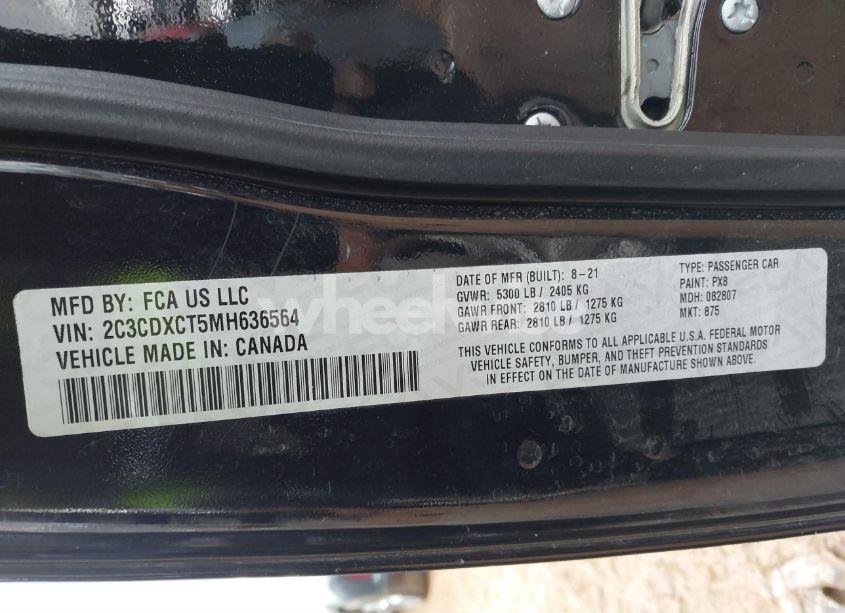 MFD BY: FCA US LLC
VIN: 2C3CDXCT5MH636564
VEHICLE MADE IN: CANADA
DATE OF MFR (BUILT): 8-21
GVWR: 5300 LB / 2405 KG
GAWR FRONT: 2810 LB / 1275 KG
GAWR REAR: 2810 LB / 1275 KG
TYPE: PASSENGER CAR
PAINT: PX8
MDH: 082807
MKT: 875
THIS VEHICLE CONFORMS TO ALL APPLICABLE U.S.A. FEDERAL MOTOR
VEHICLE SAFETY, BUMPER, AND THEFT PREVENTION STANDARDS
IN EFFECT ON THE DATE OF MANUFACTURE SHOWN ABOVE.